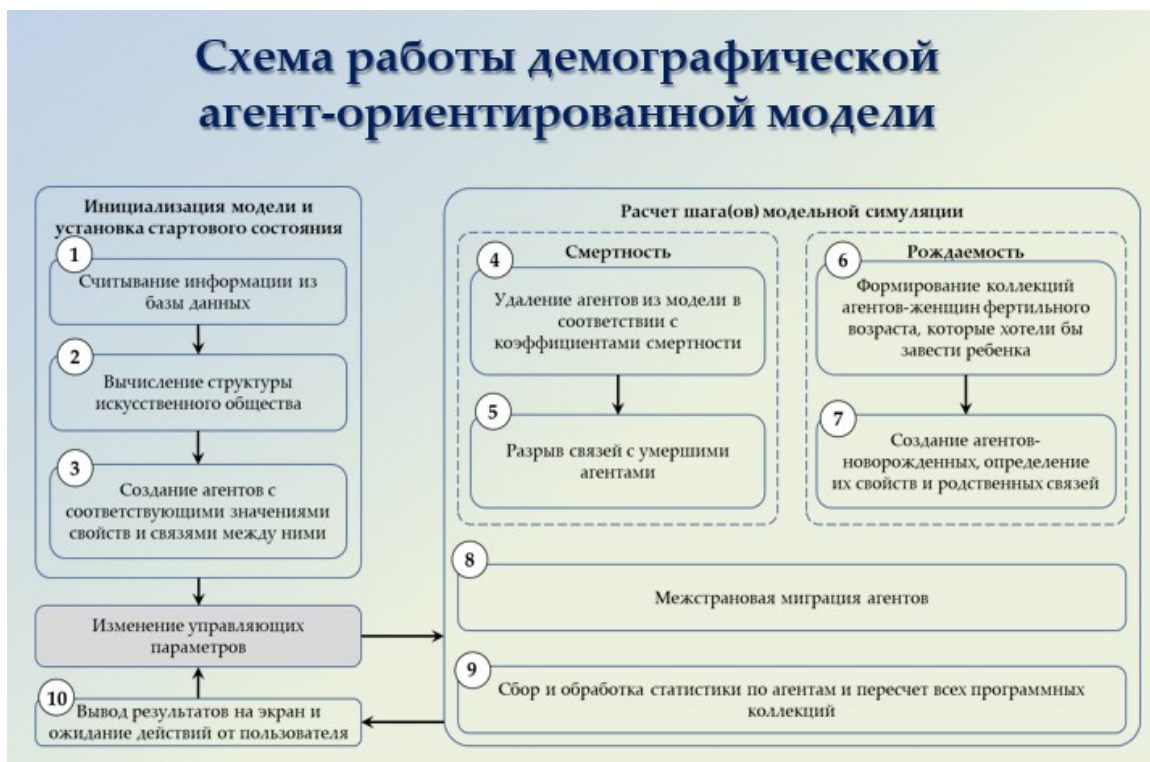 Схема работы демографической
агент-ориентированной модели
Инициализация модели и
установка стартового состояния
1
Считывание информации из
базы данных
2
Вычисление структуры
искусственного общества
3
Создание агентов с
соответствующими значениями
свойств и связями между ними
Изменение управляющих
параметров
10
Вывод результатов на экран и
ожидание действий от пользователя
Расчет шага(ов) модельной симуляции
Смертность
4
Удаление агентов из модели в
соответствии с
коэффициентами смертности
5
Разрыв связей с умершими
агентами
Рождаемость
6
Формирование коллекций
агентов-женщин фертильного
возраста, которые хотели бы
завести ребенка
7
Создание агентов-
новорожденных, определение
их свойств и родственных связей
8
Межстрановая миграция агентов
9
Сбор и обработка статистики по агентам и пересчет всех программных
коллекций